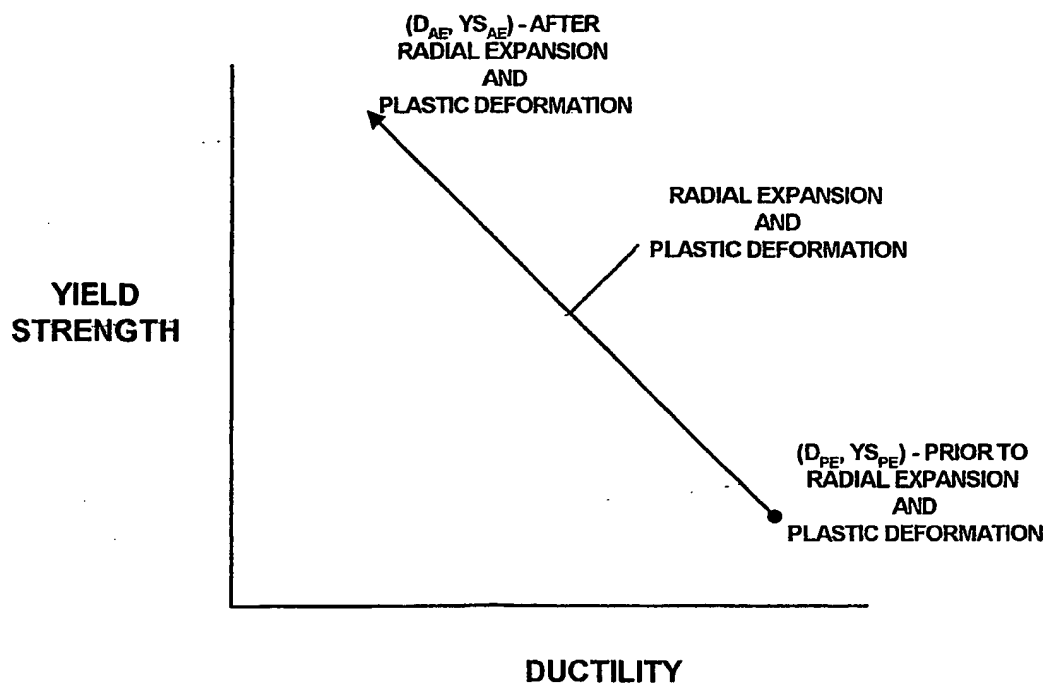 (D_AE, YS_AE) - AFTER
RADIAL EXPANSION
AND
PLASTIC DEFORMATION
RADIAL EXPANSION
AND
PLASTIC DEFORMATION
YIELD
STRENGTH
(D_PE, YS_PE) - PRIOR TO
RADIAL EXPANSION
AND
PLASTIC DEFORMATION
DUCTILITY